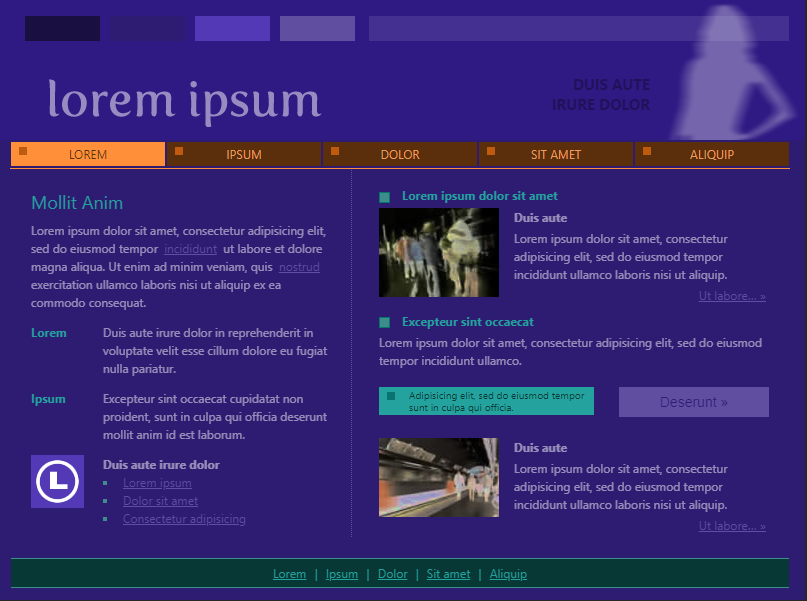 lorem ipsum
DUIS AUTE
IRURE DOLOR
LOREM
IPSUM
DOLOR
SIT AMET
ALIQUIP
Mollit Anim
Lorem ipsum dolor sit amet, consectetur adipisicing elit,
sed do eiusmod tempor incididunt ut labore et dolore
magna aliqua. Ut enim ad minim veniam, quis nostrud
exercitation ullamco laboris nisi ut aliquip ex ea
commodo consequat.
Lorem
Duis aute irure dolor in reprehenderit in
voluptate velit esse cillum dolore eu fugiat
nulla pariatur.
Ipsum
Excepteur sint occaecat cupidatat non
proident, sunt in culpa qui officia deserunt
mollit anim id est laborum.
L
Duis aute irure dolor
Lorem ipsum
Dolor sit amet
Consectetur adipisicing
Lorem ipsum dolor sit amet
Duis aute
Lorem ipsum dolor sit amet, consectetur
adipisicing elit, sed do eiusmod tempor
incididunt ullamco laboris nisi ut aliquip.
Ut labore... »
Excepteur sint occaecat
Lorem ipsum dolor sit amet, consectetur adipisicing elit, sed do eiusmod
tempor incididunt ullamco.
Adipisicing elit, sed do eiusmod tempor
sunt in culpa qui officia.
Deserunt »
Duis aute
Lorem ipsum dolor sit amet, consectetur
adipisicing elit, sed do eiusmod tempor
incididunt ullamco laboris nisi ut aliquip.
Ut labore... »
Lorem | Ipsum | Dolor | Sit amet | Aliquip